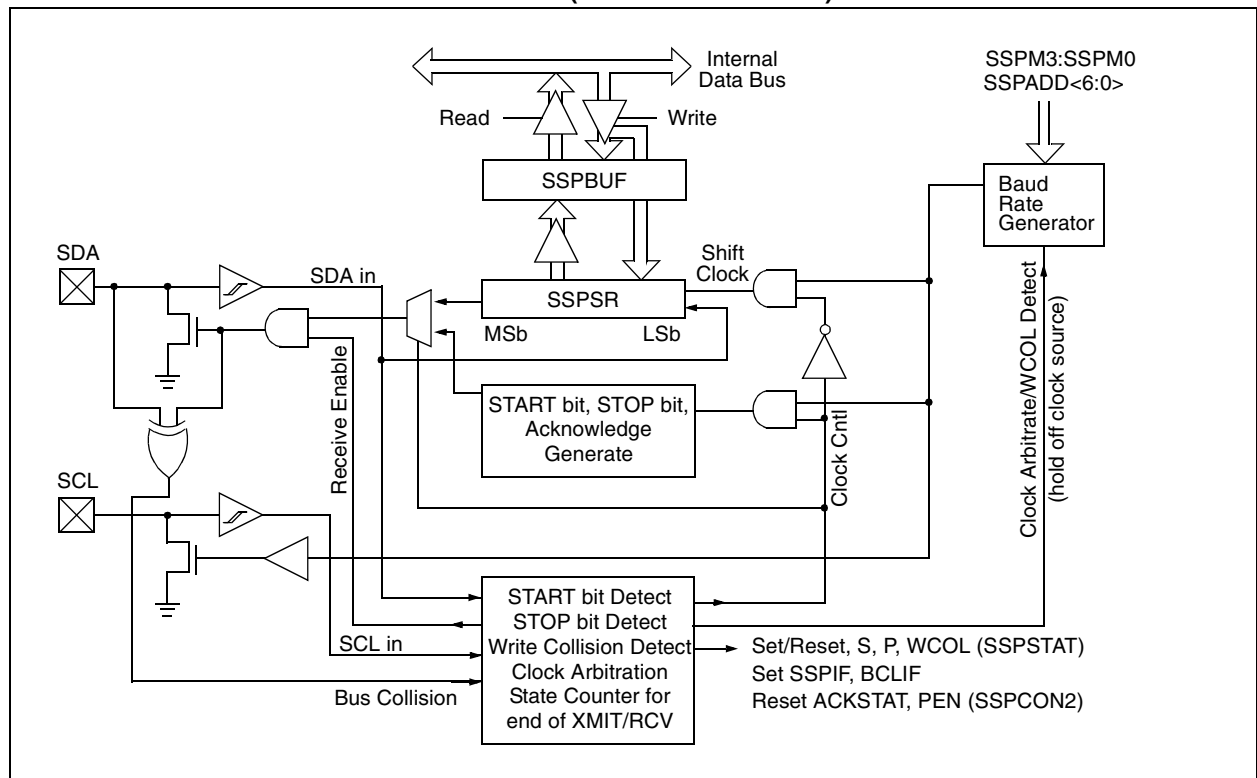 Internal
Data Bus
SSPM3:SSPM0
SSPADD<6:0>
Read
Write
SSPBUF
Baud
Rate
Generator
SDA
SDA in
Shift
Clock
SSPSR
MSb
LSb
Receive Enable
START bit, STOP bit,
Acknowledge
Generate
Clock Cntl
Clock Arbitrate/WCOL Detect
(hold off clock source)
SCL
SCL in
Bus Collision
START bit Detect
STOP bit Detect
Write Collision Detect
Clock Arbitration
State Counter for
end of XMIT/RCV
Set/Reset, S, P, WCOL (SSPSTAT)
Set SSPIF, BCLIF
Reset ACKSTAT, PEN (SSPCON2)